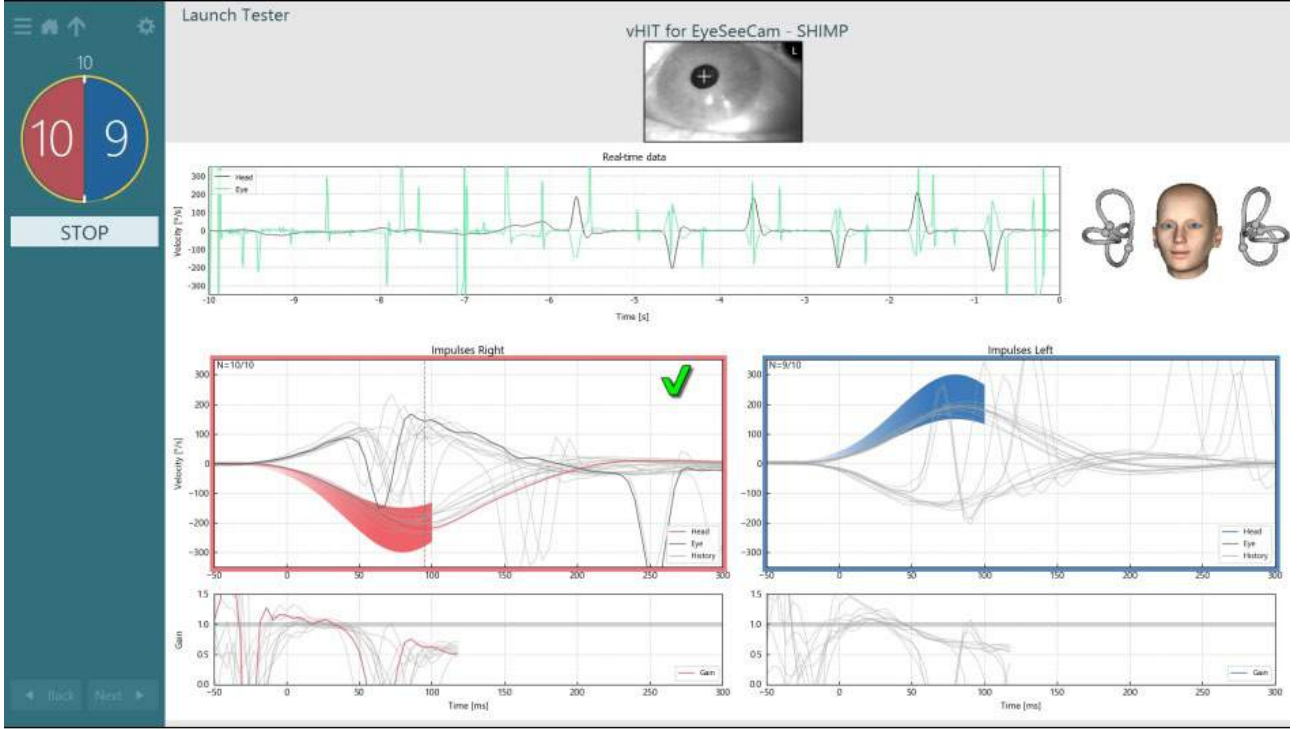 Launch Tester
vHIT for EyeSeeCam - SHIMP
L
10
10 9
STOP
Back Next
Real-time data
Head
Eye
Velocity [°/s]
300
200
100
0
-100
-200
-300
-10 -9 -8 -7 -6 -5 -4 -3 -2 -1 0
Time [s]
Impulses Right
N=10/10
Velocity [°/s]
300
200
100
0
-100
-200
-300
Head
Eye
History
-50 0 50 100 150 200 250 300
Impulses Left
N=9/10
300
200
100
0
-100
-200
-300
Head
Eye
History
-50 0 50 100 150 200 250 300
Gain
1.5
1.0
0.5
0.0
Gain
-50 0 50 100 150 200 250 300
Time [ms]
1.5
1.0
0.5
0.0
Gain
-50 0 50 100 150 200 250 300
Time [ms]